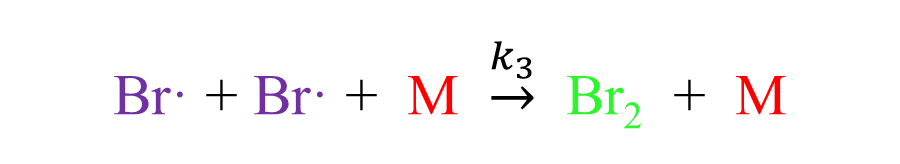 Br· + Br· + M k₃→ Br₂ + M